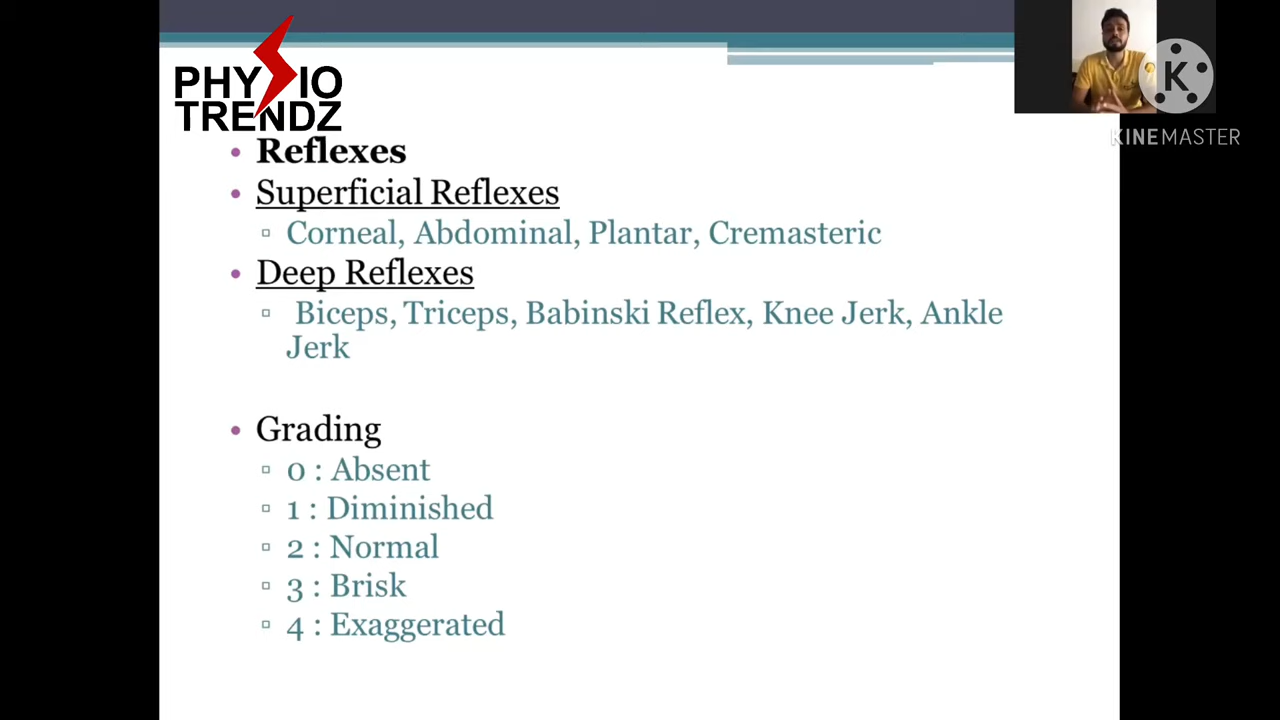 PHYSIO
TRENDZ
K
KINEMASTER
• Reflexes
• Superficial Reflexes
▫ Corneal, Abdominal, Plantar, Cremasteric
• Deep Reflexes
▫ Biceps, Triceps, Babinski Reflex, Knee Jerk, Ankle
Jerk
• Grading
▫ 0 : Absent
▫ 1 : Diminished
▫ 2 : Normal
▫ 3 : Brisk
▫ 4 : Exaggerated